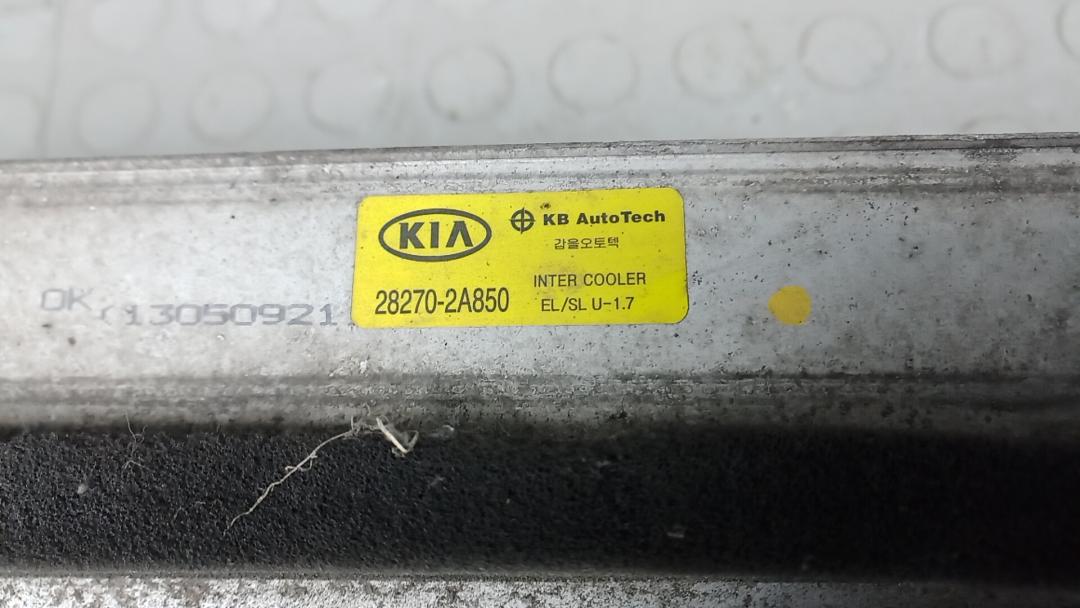 KIA
KB AutoTech
갑을오토텍
28270-2A850
INTER COOLER
EL/SL U-1.7
OK (13050921